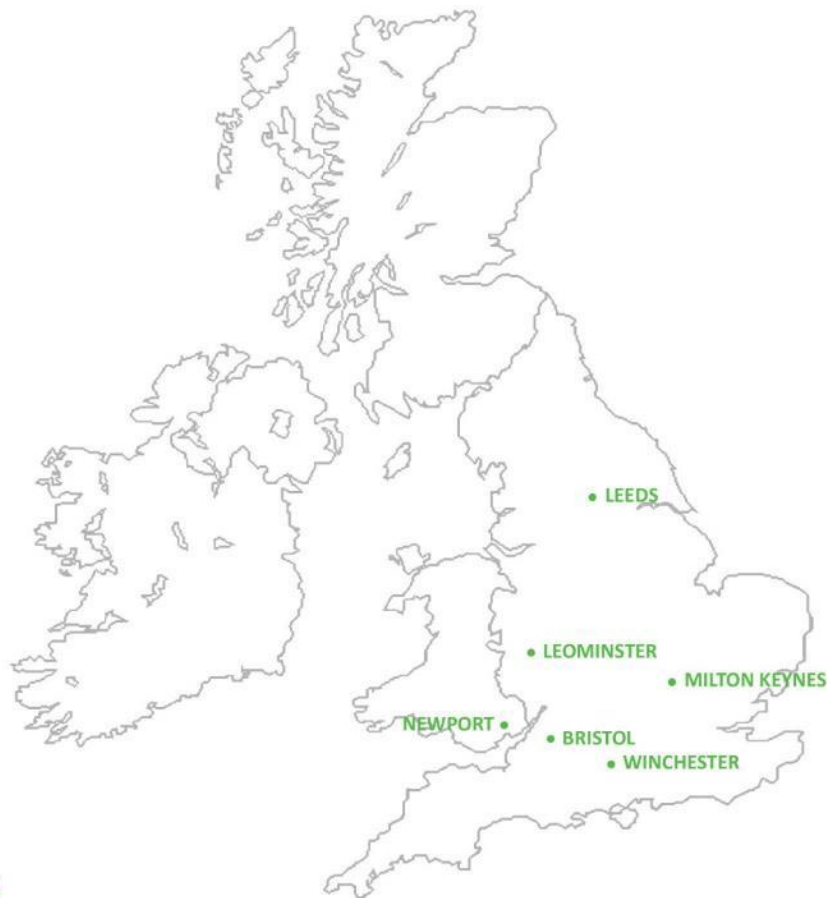 LEEDS
LEOMINSTER
MILTON KEYNES
NEWPORT
BRISTOL
WINCHESTER